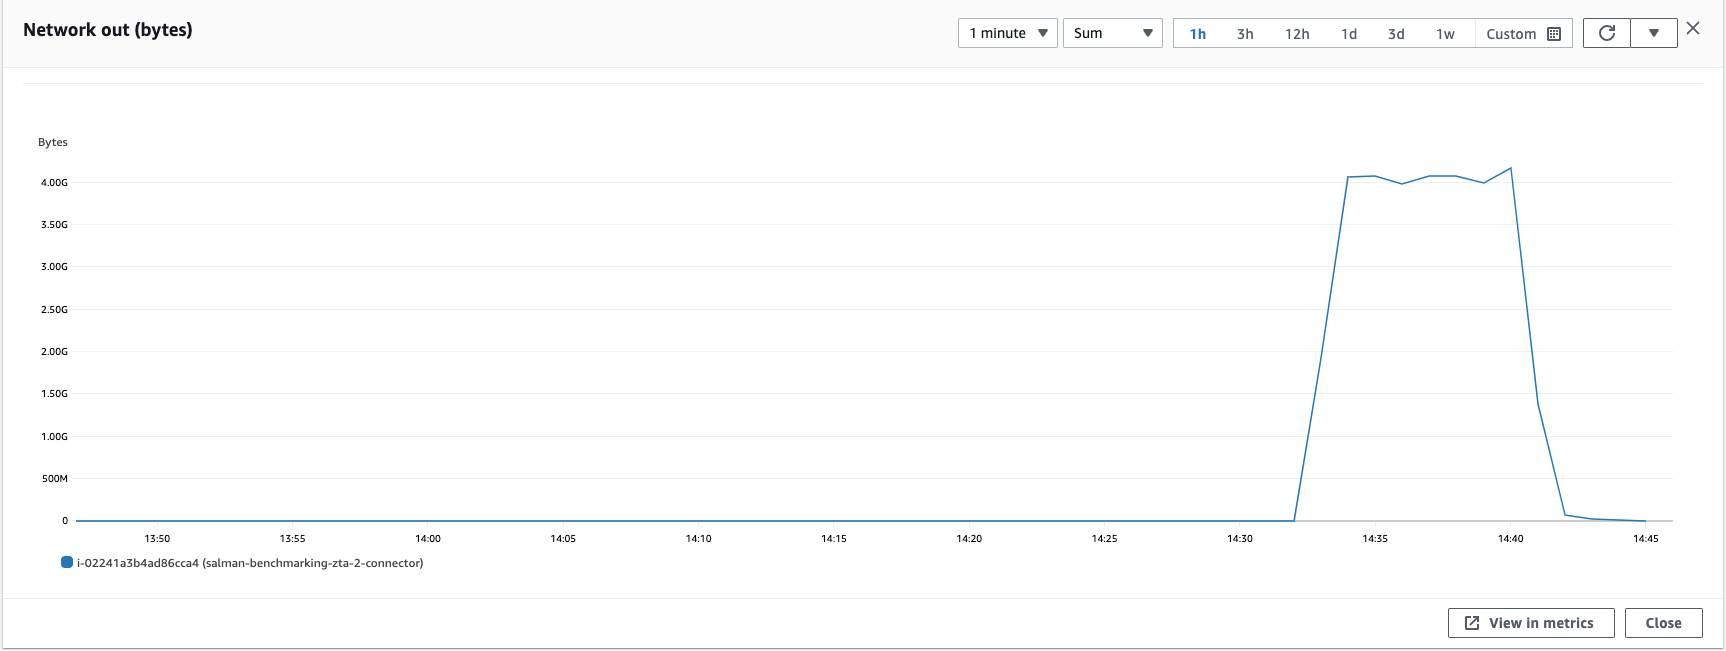 Network out (bytes)
1 minute Sum 1h 3h 12h 1d 3d 1w Custom
Bytes
4.00G
3.50G
3.00G
2.50G
2.00G
1.50G
1.00G
500M
0
13:50 13:55 14:00 14:05 14:10 14:15 14:20 14:25 14:30 14:35 14:40 14:45
i-02241a3b4ad86cca4 (salman-benchmarking-zta-2-connector)
View in metrics Close